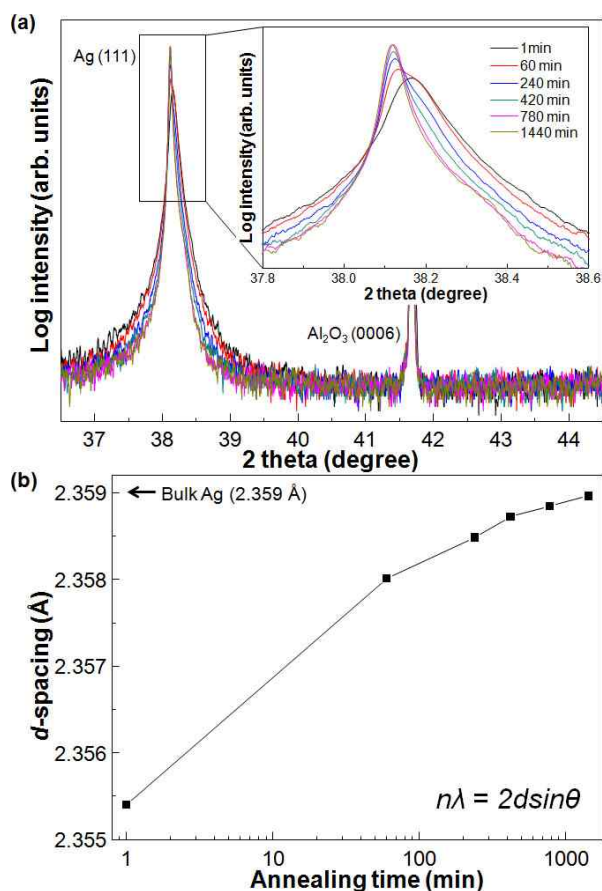 (a)
Ag (111)
1min
60 min
240 min
420 min
780 min
1440 min
Log intensity (arb. units)
37.8 38.0 38.2 38.4 38.6
2 theta (degree)
Al₂O₃ (0006)
Log intensity (arb. units)
37 38 39 40 41 42 43 44
2 theta (degree)
(b)
2.359
Bulk Ag (2.359 Å)
2.358
2.357
2.356
2.355
d-spacing (Å)
nλ = 2dsinθ
1 10 100 1000
Annealing time (min)